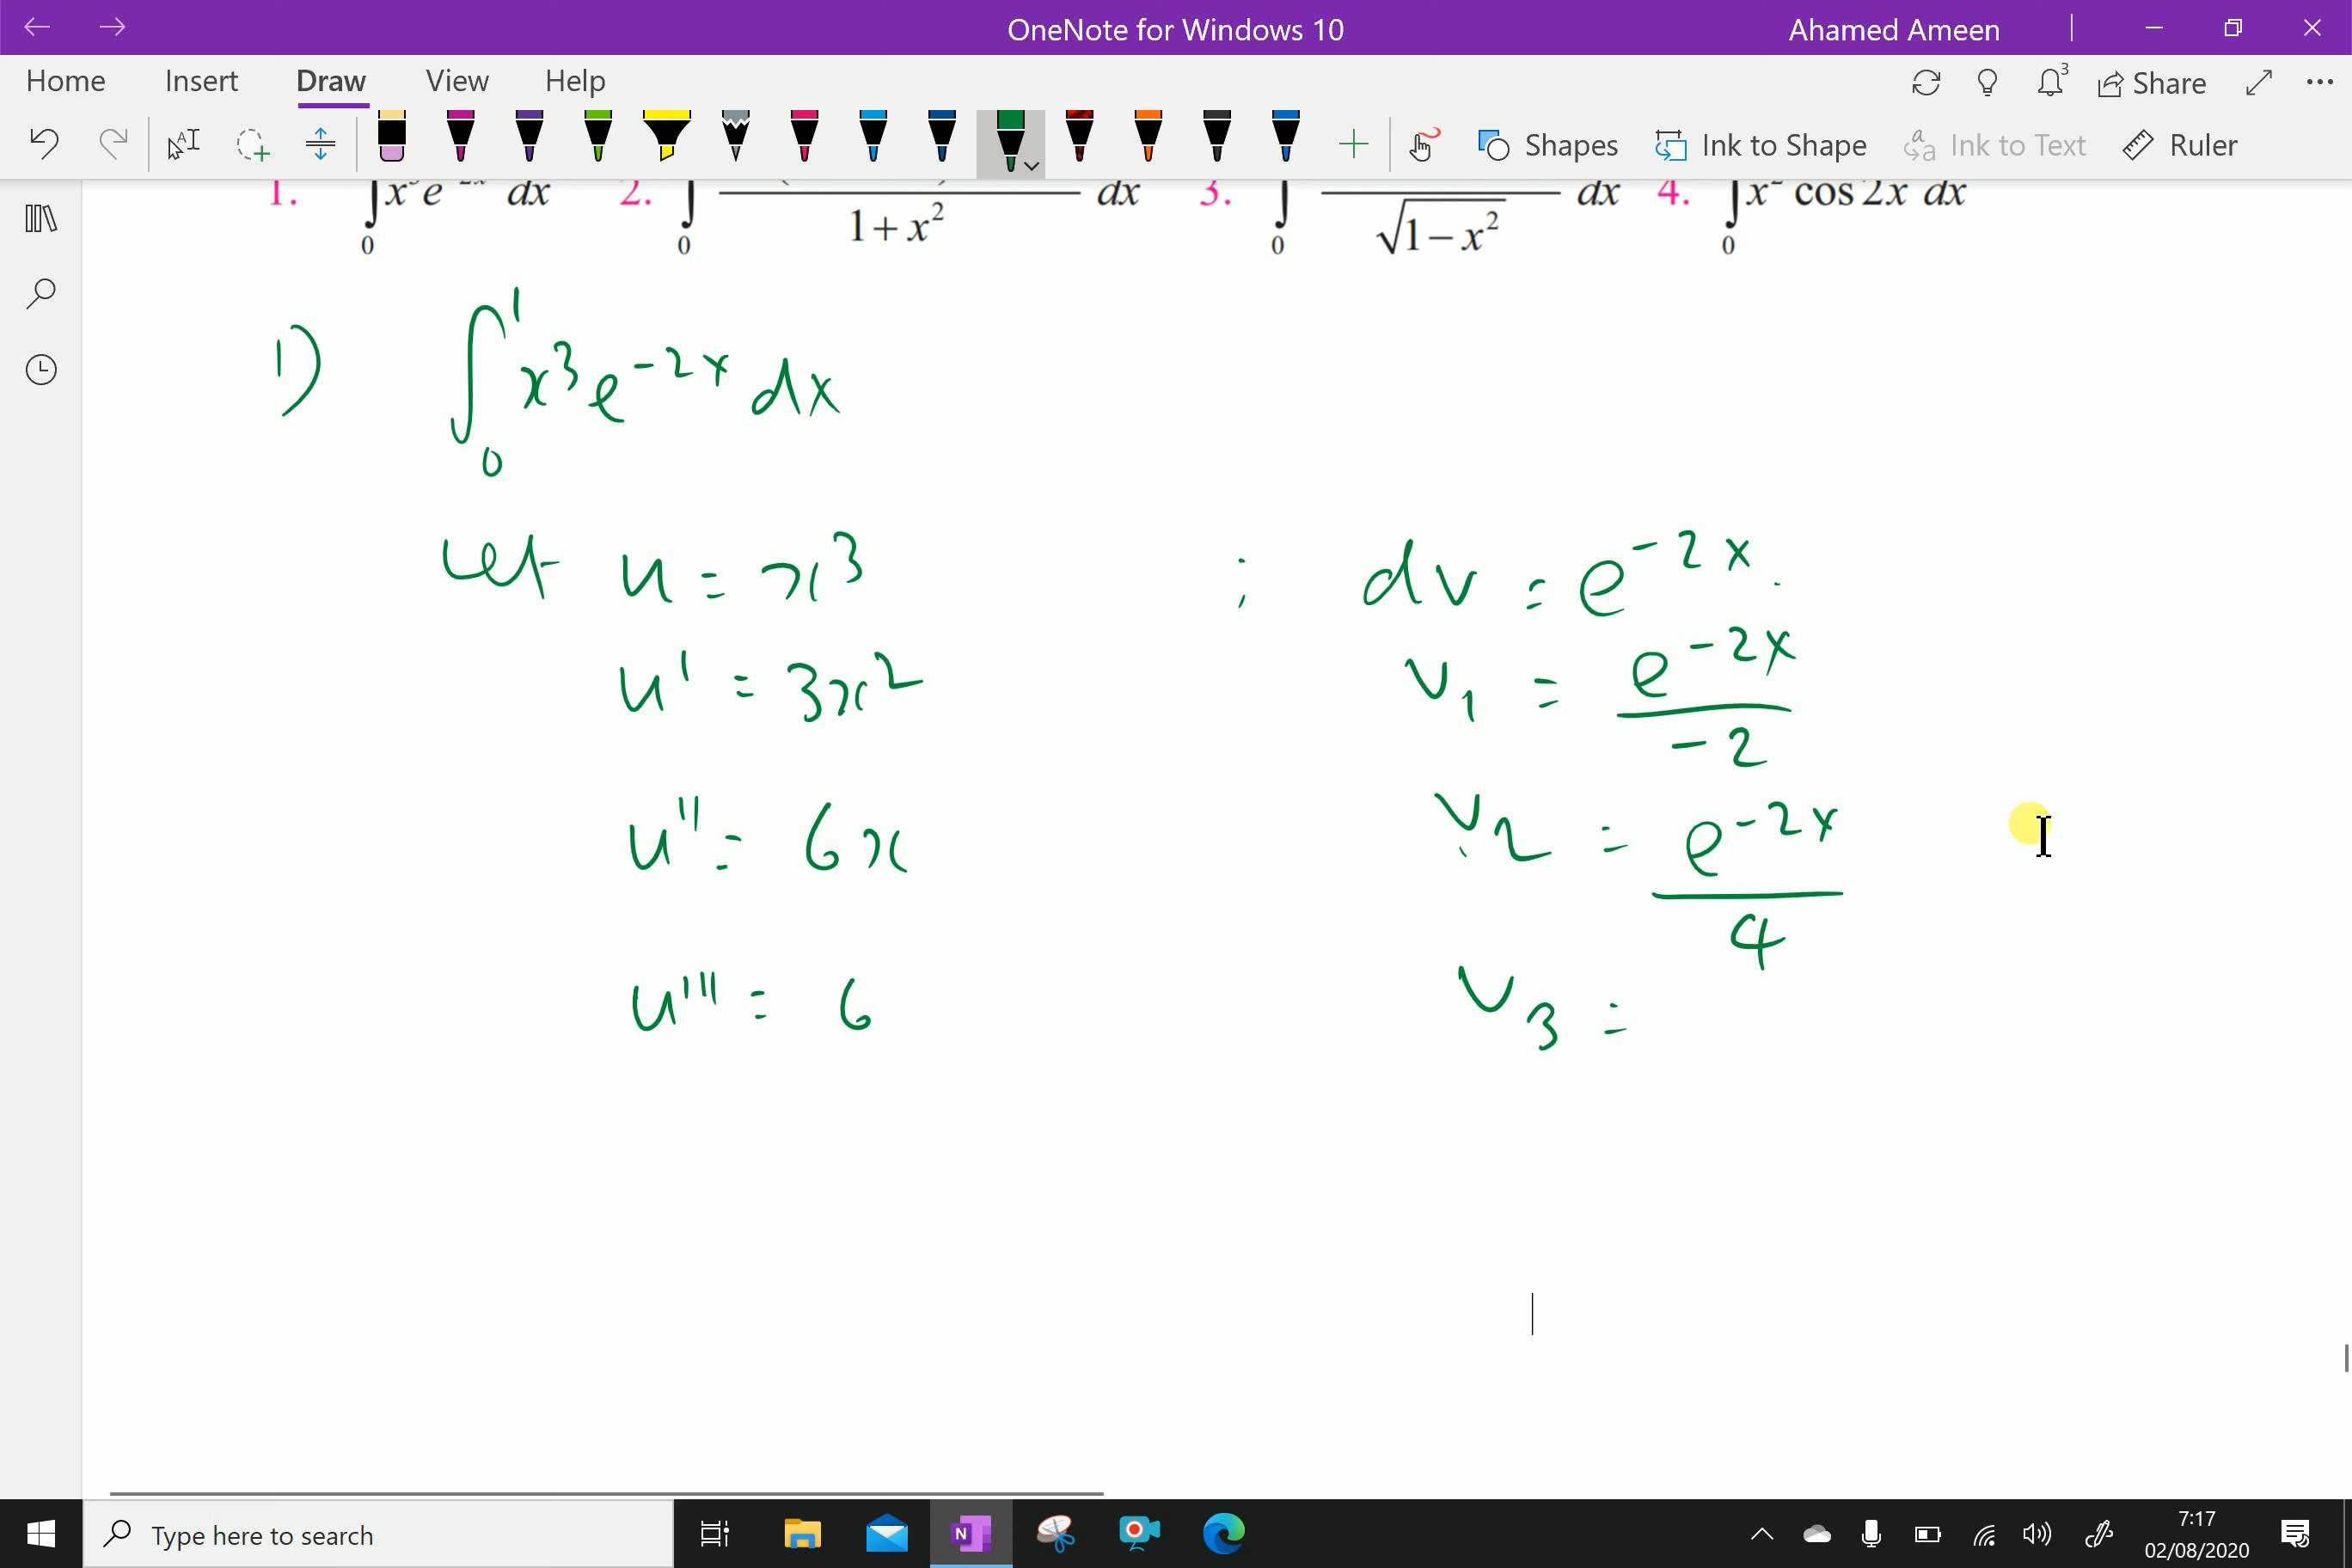 OneNote for Windows 10 Ahamed Ameen
Home Insert Draw View Help 3 Share
Shapes Ink to Shape Ink to Text Ruler
1. ∫ x³e dx 2. ∫ dx 3. ∫ dx 4. ∫ x² cos 2x dx
0 0 1 + x² 0 √1 − x² 0
1) ∫₀¹ x³ e⁻²ˣ dx
Let u = x³ ; dv = e⁻²ˣ.
u' = 3x² v₁ = e⁻²ˣ / -2
u'' = 6x v₂ = e⁻²ˣ / 4
u''' = 6 v₃ =
Type here to search
7:17
02/08/2020